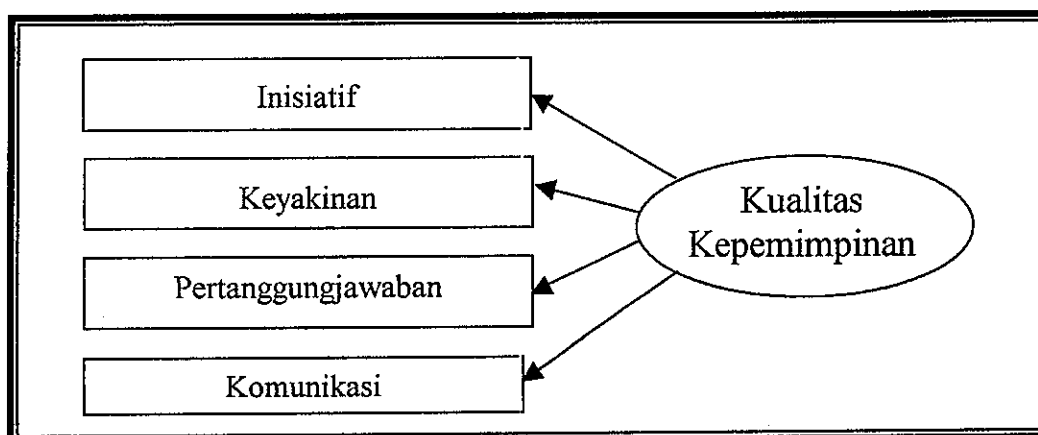 Inisiatif
Keyakinan
Pertanggungjawaban
Komunikasi
Kualitas
Kepemimpinan